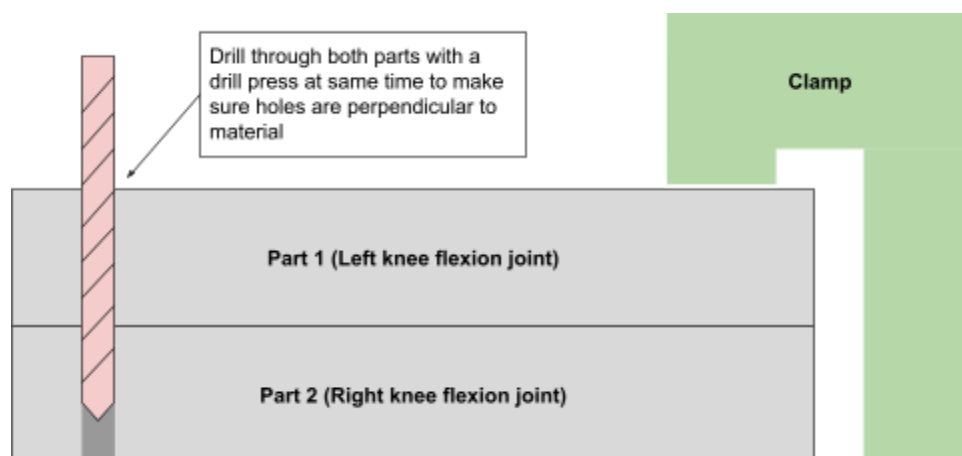 Drill through both parts with a
drill press at same time to make
sure holes are perpendicular to
material
Clamp
Part 1 (Left knee flexion joint)
Part 2 (Right knee flexion joint)